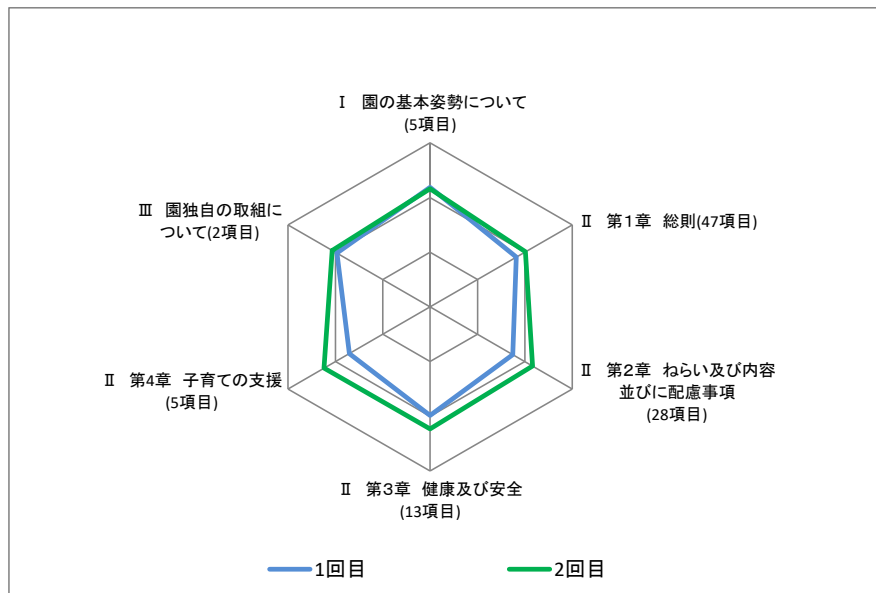 Ⅰ　園の基本姿勢について
(5項目)
Ⅲ　園独自の取組に
ついて(2項目)
Ⅱ　第1章　総則(47項目)
Ⅱ　第4章　子育ての支援
(5項目)
Ⅱ　第２章　ねらい及び内容
並びに配慮事項
(28項目)
Ⅱ　第３章　健康及び安全
(13項目)
1回目
2回目